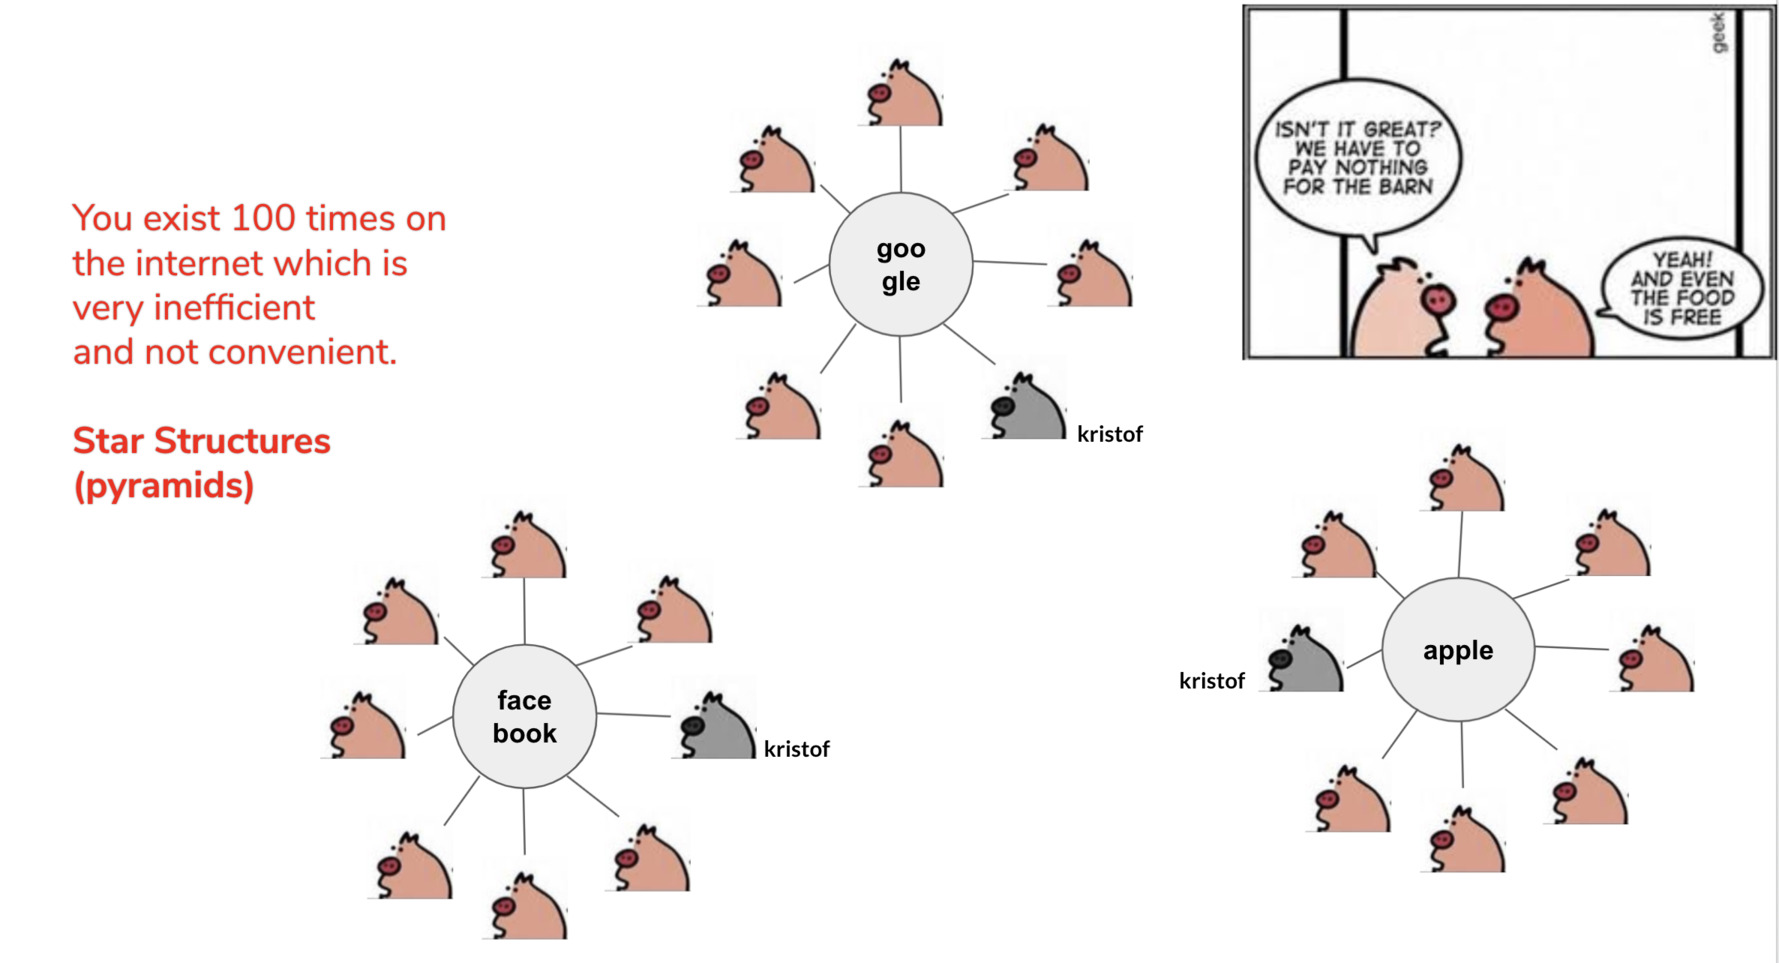 You exist 100 times on
the internet which is
very inefficient
and not convenient.
Star Structures
(pyramids)
goo
gle
kristof
geek
ISN'T IT GREAT?
WE HAVE TO
PAY NOTHING
FOR THE BARN
YEAH!
AND EVEN
THE FOOD
IS FREE
face
book
kristof
apple
kristof